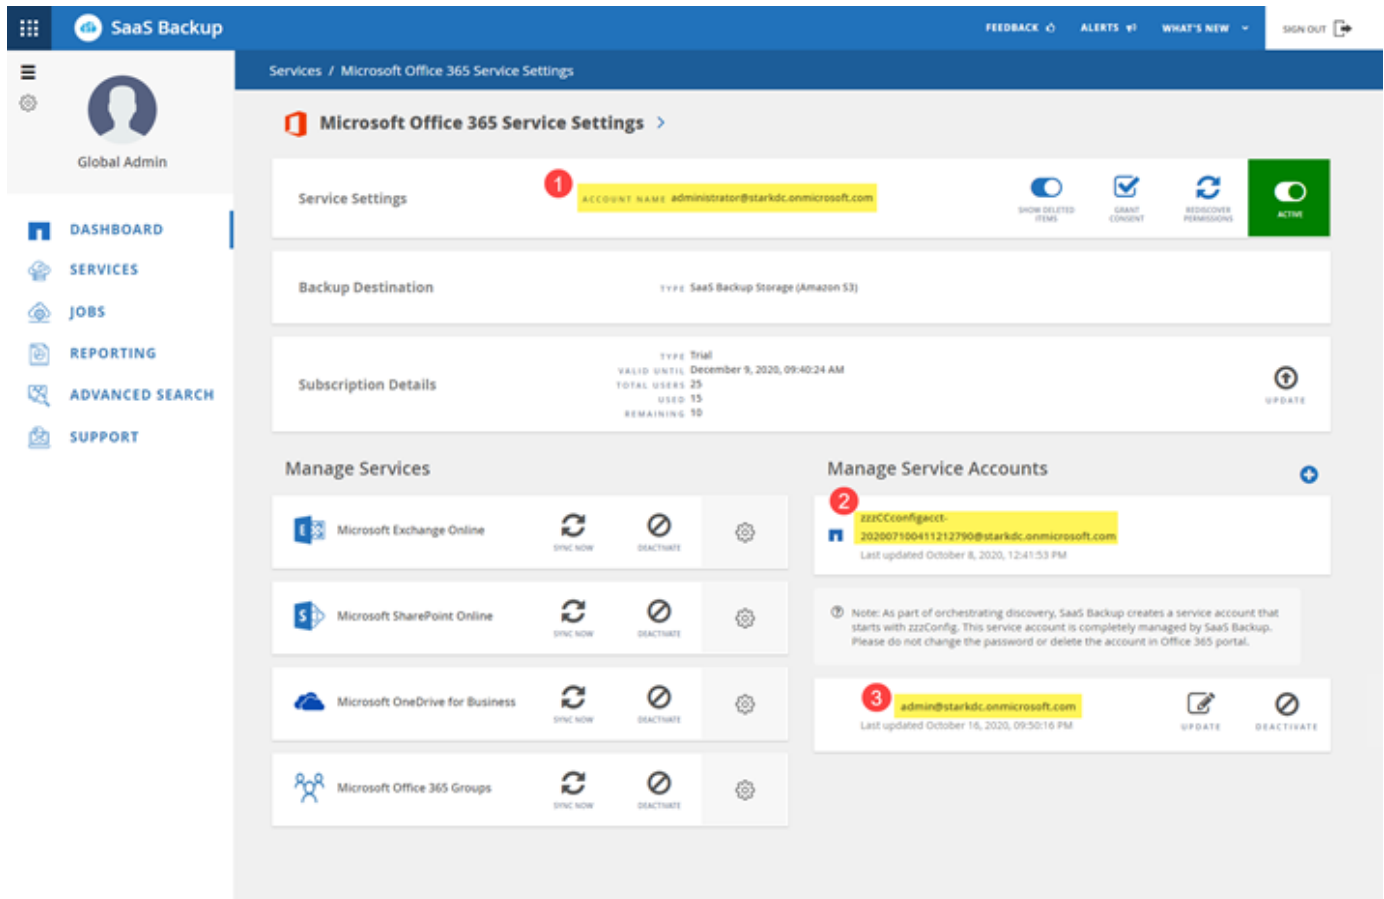 SaaS Backup
FEEDBACK
ALERTS
WHAT'S NEW
SIGN OUT
Services / Microsoft Office 365 Service Settings
Global Admin
DASHBOARD
SERVICES
JOBS
REPORTING
ADVANCED SEARCH
SUPPORT
Microsoft Office 365 Service Settings >
Service Settings
1
ACCOUNT NAME administrator@starkdc.onmicrosoft.com
SHOW DELETED
ITEMS
GRANT
CONSENT
REDISCOVER
PERMISSIONS
ACTIVE
Backup Destination
TYPE SaaS Backup Storage (Amazon S3)
Subscription Details
TYPE Trial
VALID UNTIL December 9, 2020, 09:40:24 AM
TOTAL USERS 25
USED 15
REMAINING 10
UPDATE
Manage Services
Microsoft Exchange Online
SYNC NOW
DEACTIVATE
Microsoft SharePoint Online
SYNC NOW
DEACTIVATE
Microsoft OneDrive for Business
SYNC NOW
DEACTIVATE
Microsoft Office 365 Groups
SYNC NOW
DEACTIVATE
Manage Service Accounts
2
zzzCCconfigacct-
202007100411212790@starkdc.onmicrosoft.com
Last updated October 8, 2020, 12:41:53 PM
Note: As part of orchestrating discovery, SaaS Backup creates a service account that
starts with zzzConfig. This service account is completely managed by SaaS Backup.
Please do not change the password or delete the account in Office 365 portal.
3
admin@starkdc.onmicrosoft.com
Last updated October 16, 2020, 09:50:16 PM
UPDATE
DEACTIVATE